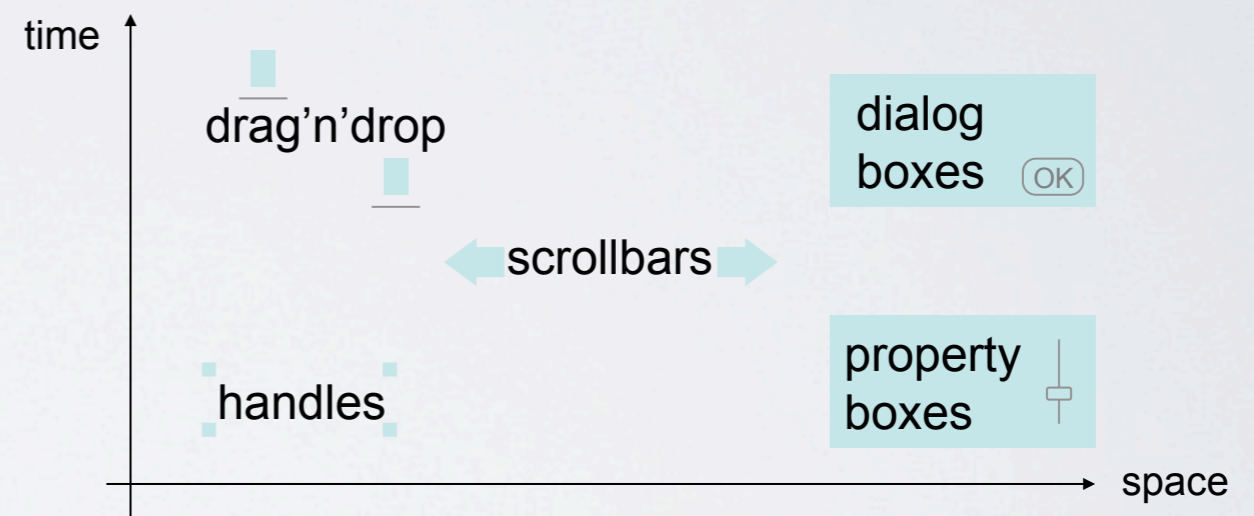 time
drag’n’drop
dialog
boxes OK
scrollbars
property
boxes
handles
space